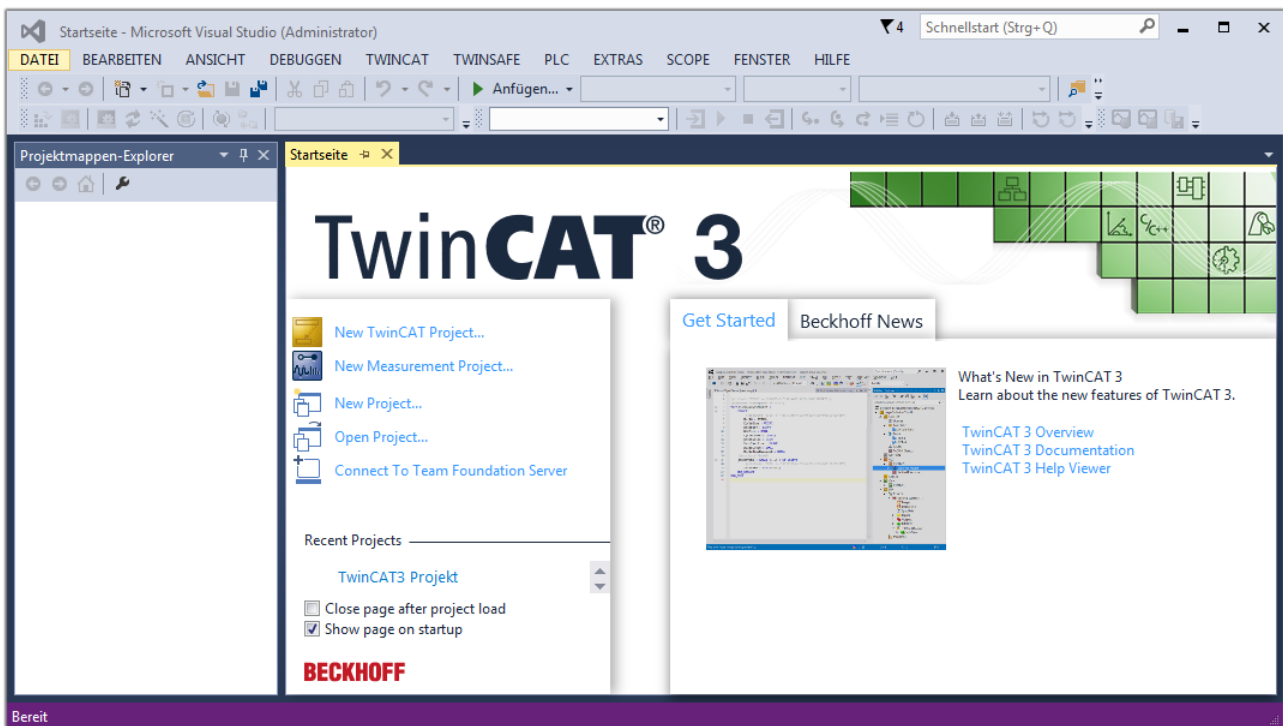 Startseite - Microsoft Visual Studio (Administrator)
4
Schnellstart (Strg+Q)
DATEI BEARBEITEN ANSICHT DEBUGGEN TWINCAT TWINSAFE PLC EXTRAS SCOPE FENSTER HILFE
Anfügen...
Projektmappen-Explorer
Startseite
TwinCAT® 3
C/C++
New TwinCAT Project...
New Measurement Project...
New Project...
Open Project...
Connect To Team Foundation Server
Recent Projects
TwinCAT3 Projekt
Close page after project load
Show page on startup
BECKHOFF
Get Started
Beckhoff News
What's New in TwinCAT 3
Learn about the new features of TwinCAT 3.
TwinCAT 3 Overview
TwinCAT 3 Documentation
TwinCAT 3 Help Viewer
Bereit